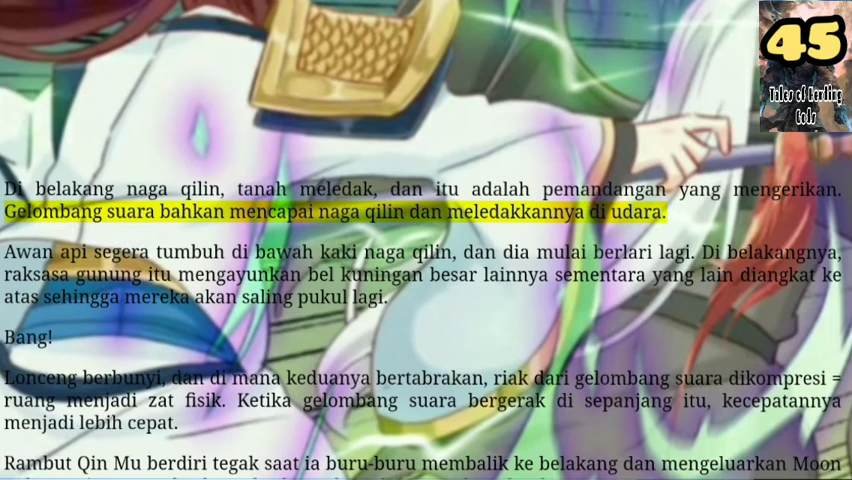 45
Tales of Herding
Gods
Di belakang naga qilin, tanah meledak, dan itu adalah pemandangan yang mengerikan.
Gelombang suara bahkan mencapai naga qilin dan meledakkannya di udara.
Awan api segera tumbuh di bawah kaki naga qilin, dan dia mulai berlari lagi. Di belakangnya,
raksasa gunung itu mengayunkan bel kuningan besar lainnya sementara yang lain diangkat ke
atas sehingga mereka akan saling pukul lagi.
Bang!
Lonceng berbunyi, dan di mana keduanya bertabrakan, riak dari gelombang suara dikompresi =
ruang menjadi zat fisik. Ketika gelombang suara bergerak di sepanjang itu, kecepatannya
menjadi lebih cepat.
Rambut Qin Mu berdiri tegak saat ia buru-buru membalik ke belakang dan mengeluarkan Moon